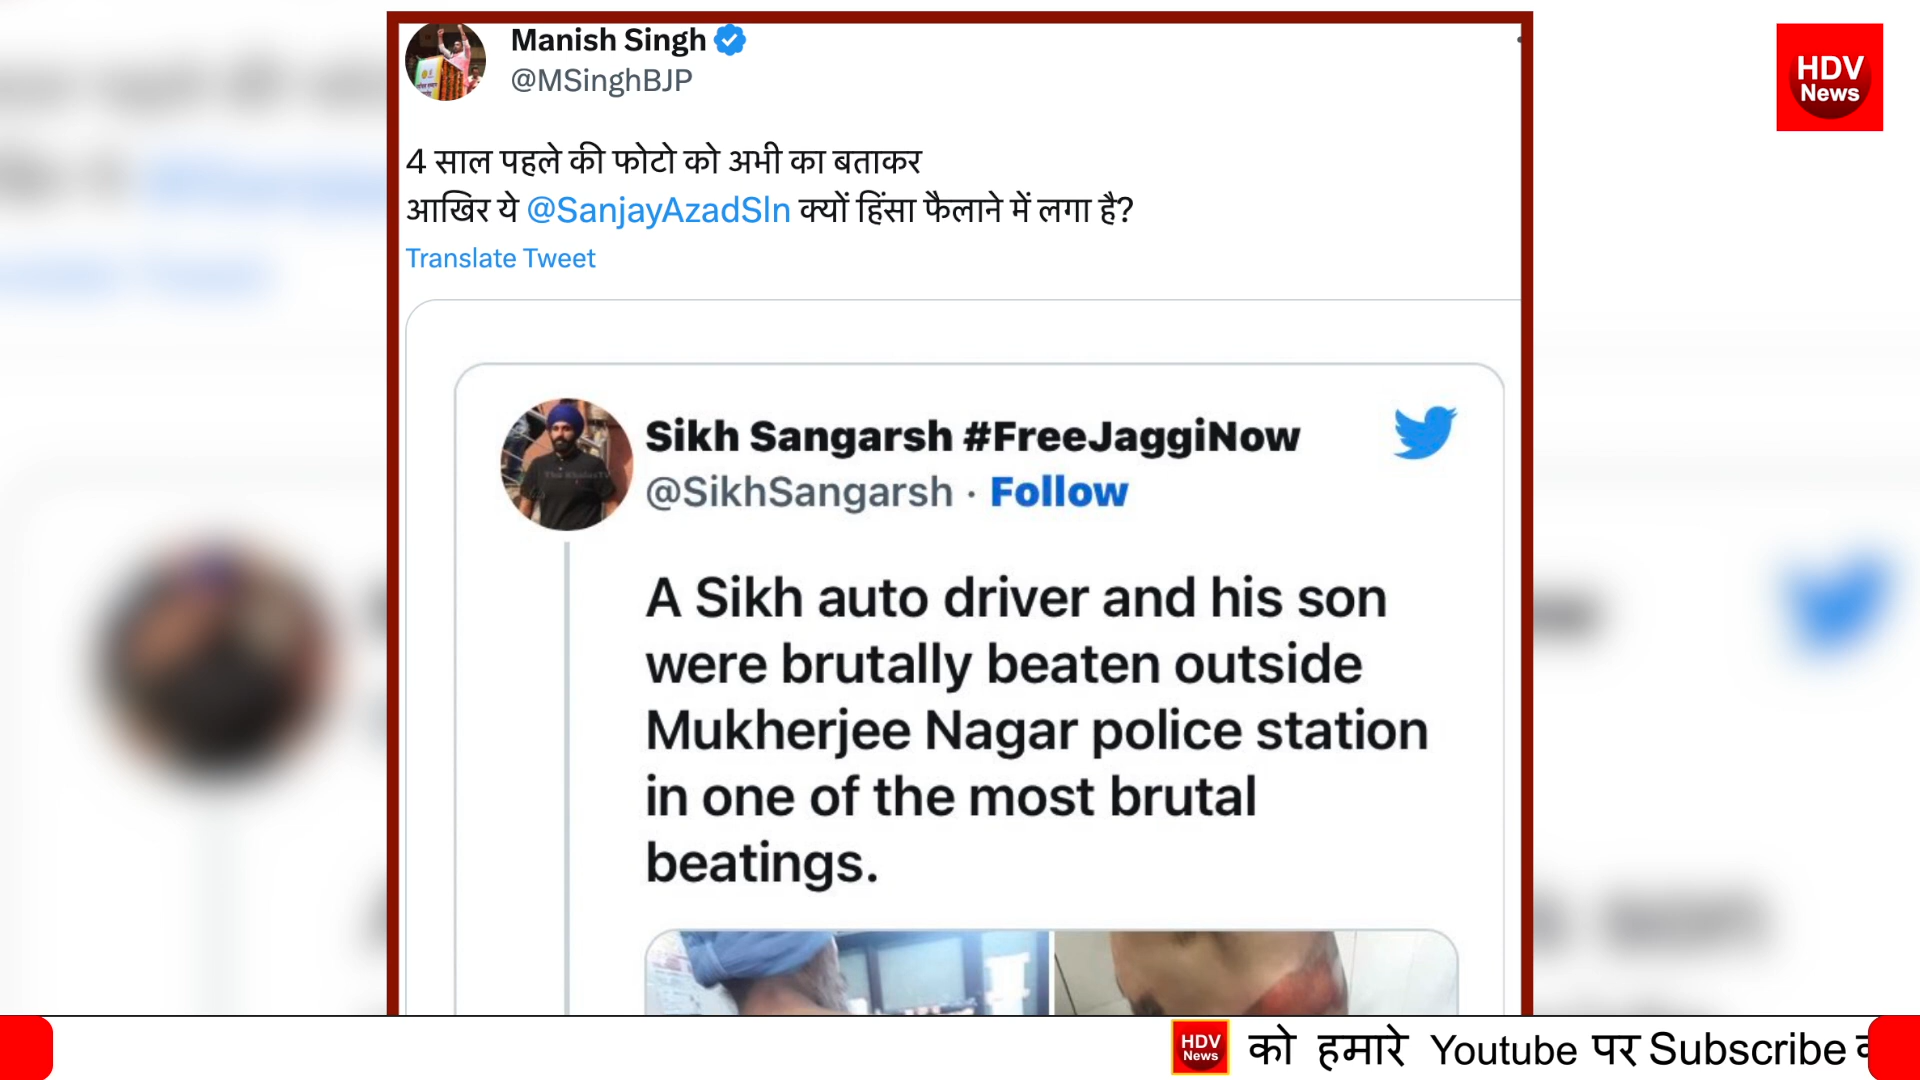 Manish Singh
@MSinghBJP
HDV
News
4 साल पहले की फोटो को अभी का बताकर
आखिर ये @SanjayAzadSln क्यों हिंसा फैलाने में लगा है?
Translate Tweet
Sikh Sangarsh #FreeJaggiNow
@SikhSangarsh · Follow
A Sikh auto driver and his son
were brutally beaten outside
Mukherjee Nagar police station
in one of the most brutal
beatings.
HDV
News
को हमारे Youtube पर Subscribe